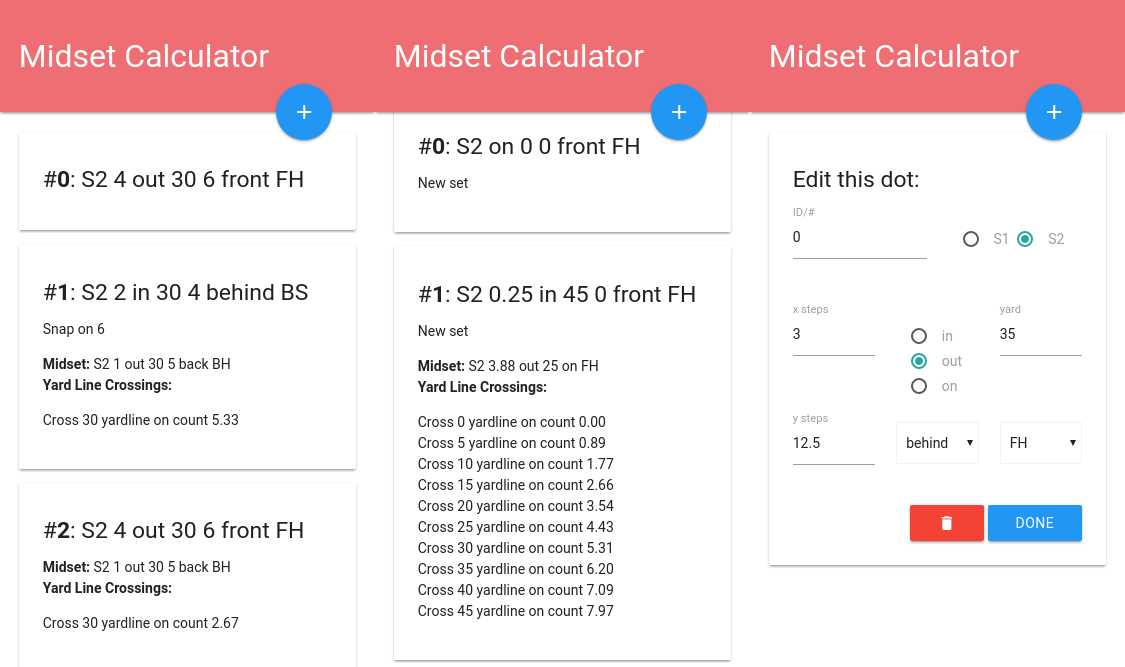 Midset Calculator
+
#0: S2 4 out 30 6 front FH
#1: S2 2 in 30 4 behind BS
Snap on 6
Midset: S2 1 out 30 5 back BH
Yard Line Crossings:
Cross 30 yardline on count 5.33
#2: S2 4 out 30 6 front FH
Midset: S2 1 out 30 5 back BH
Yard Line Crossings:
Cross 30 yardline on count 2.67
Midset Calculator
+
#0: S2 on 0 0 front FH
New set
#1: S2 0.25 in 45 0 front FH
New set
Midset: S2 3.88 out 25 on FH
Yard Line Crossings:
Cross 0 yardline on count 0.00
Cross 5 yardline on count 0.89
Cross 10 yardline on count 1.77
Cross 15 yardline on count 2.66
Cross 20 yardline on count 3.54
Cross 25 yardline on count 4.43
Cross 30 yardline on count 5.31
Cross 35 yardline on count 6.20
Cross 40 yardline on count 7.09
Cross 45 yardline on count 7.97
Midset Calculator
+
Edit this dot:
ID/#
0
S1 S2
x steps
3
in
out
on
yard
35
y steps
12.5
behind
FH
DONE